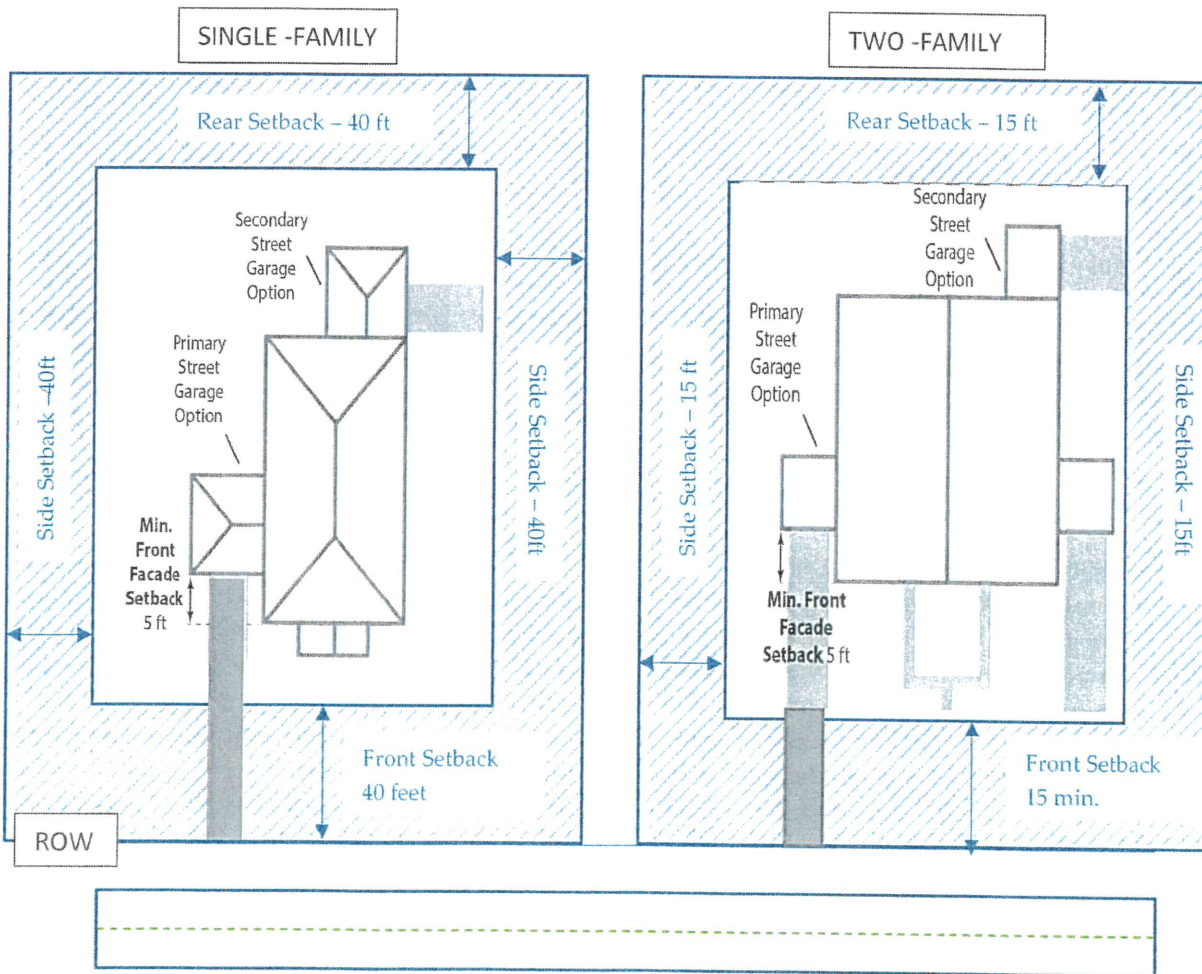 SINGLE -FAMILY
Rear Setback – 40 ft
Secondary
Street
Garage
Option
Primary
Street
Garage
Option
Side Setback –40ft
Side Setback – 40ft
Min.
Front
Facade
Setback
5 ft
Front Setback
40 feet
ROW
TWO -FAMILY
Rear Setback – 15 ft
Secondary
Street
Garage
Option
Primary
Street
Garage
Option
Side Setback – 15 ft
Side Setback – 15ft
Min. Front
Facade
Setback 5 ft
Front Setback
15 min.